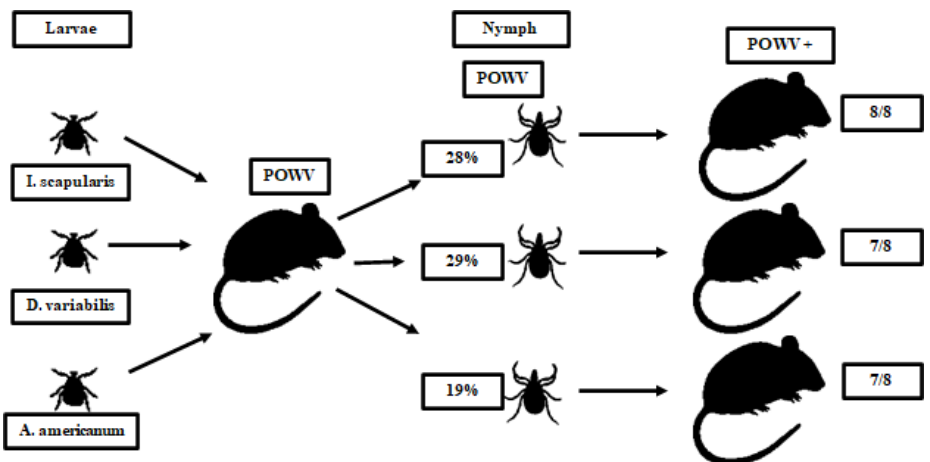 Larvae
Nymph
POWV +
POWV
8/8
28%
POWV
I. scapularis
7/8
29%
D. variabilis
7/8
19%
A. americanum